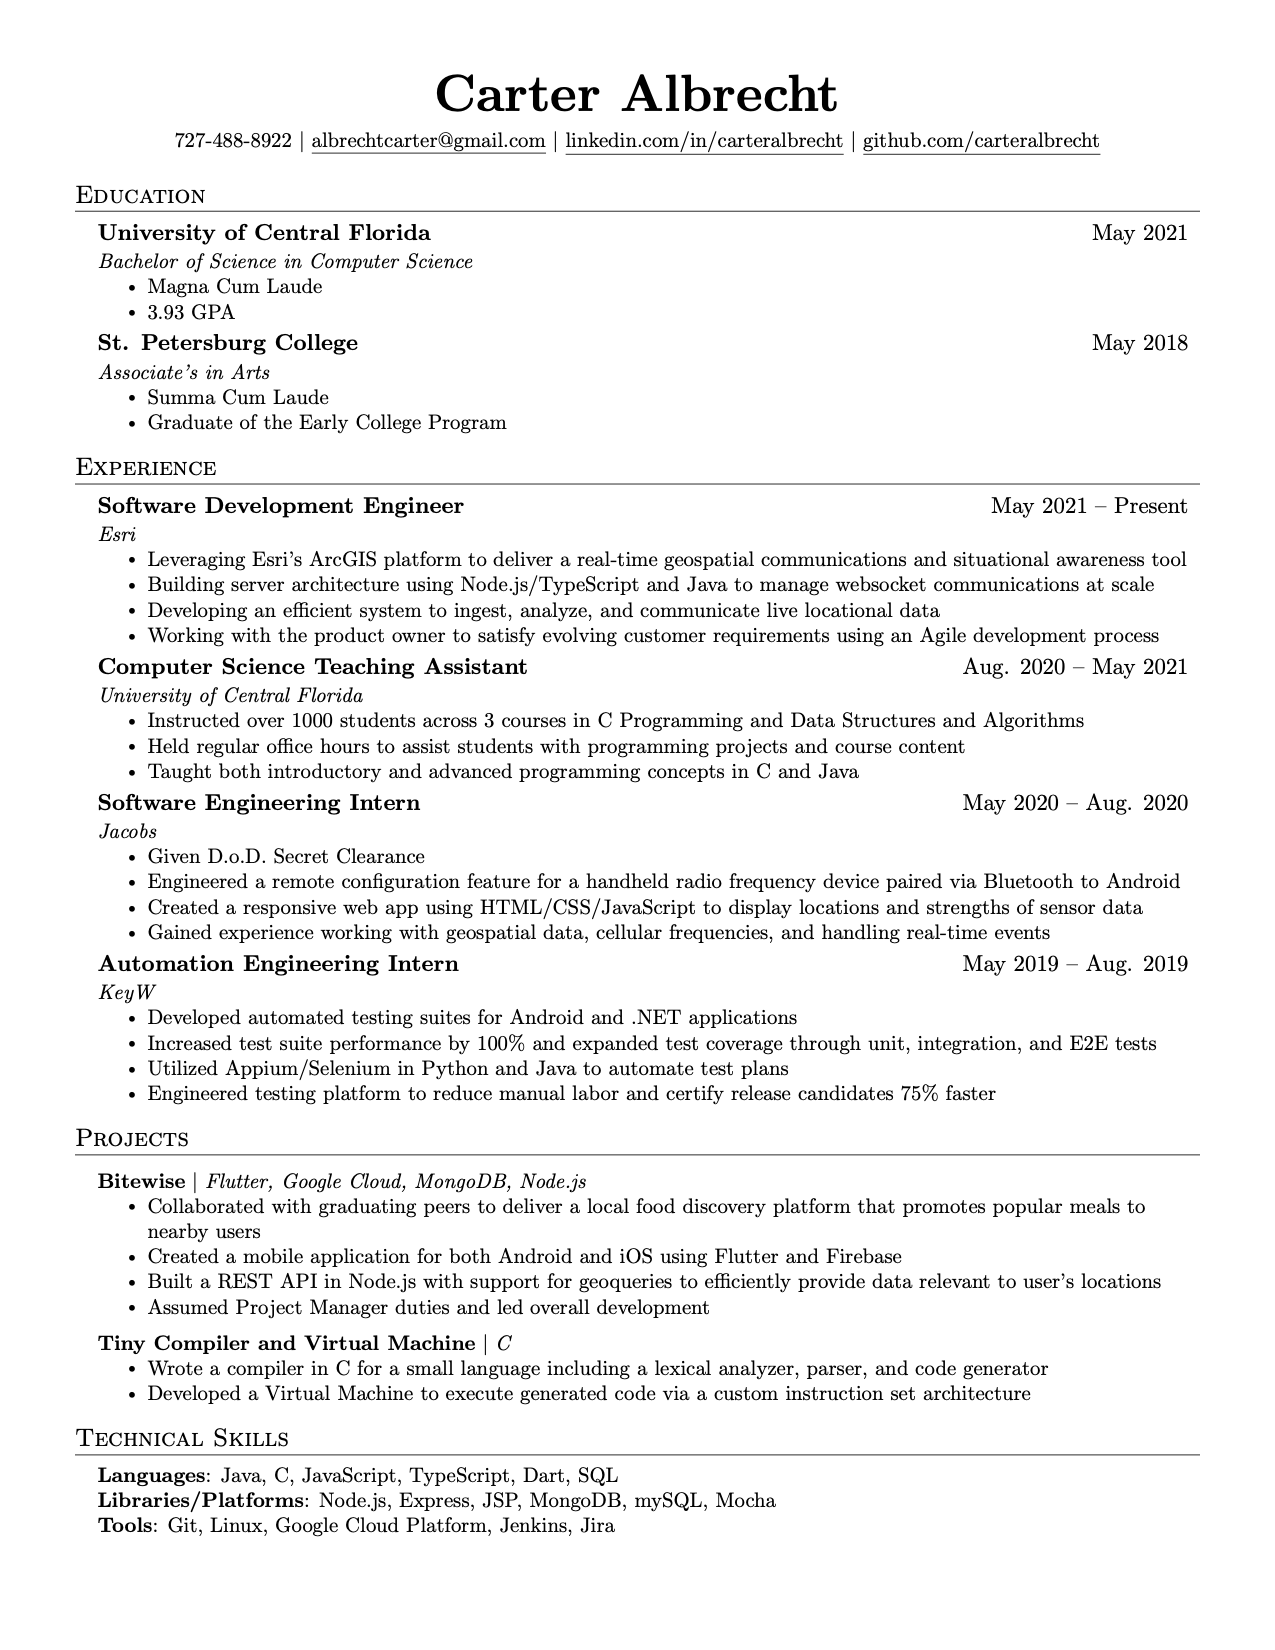 Carter Albrecht
727-488-8922 | albrechtcarter@gmail.com | linkedin.com/in/carteralbrecht | github.com/carteralbrecht
Education
University of Central Florida May 2021
Bachelor of Science in Computer Science
• Magna Cum Laude
• 3.93 GPA
St. Petersburg College May 2018
Associate's in Arts
• Summa Cum Laude
• Graduate of the Early College Program
Experience
Software Development Engineer May 2021 – Present
Esri
• Leveraging Esri's ArcGIS platform to deliver a real-time geospatial communications and situational awareness tool
• Building server architecture using Node.js/TypeScript and Java to manage websocket communications at scale
• Developing an efficient system to ingest, analyze, and communicate live locational data
• Working with the product owner to satisfy evolving customer requirements using an Agile development process
Computer Science Teaching Assistant Aug. 2020 – May 2021
University of Central Florida
• Instructed over 1000 students across 3 courses in C Programming and Data Structures and Algorithms
• Held regular office hours to assist students with programming projects and course content
• Taught both introductory and advanced programming concepts in C and Java
Software Engineering Intern May 2020 – Aug. 2020
Jacobs
• Given D.o.D. Secret Clearance
• Engineered a remote configuration feature for a handheld radio frequency device paired via Bluetooth to Android
• Created a responsive web app using HTML/CSS/JavaScript to display locations and strengths of sensor data
• Gained experience working with geospatial data, cellular frequencies, and handling real-time events
Automation Engineering Intern May 2019 – Aug. 2019
KeyW
• Developed automated testing suites for Android and .NET applications
• Increased test suite performance by 100% and expanded test coverage through unit, integration, and E2E tests
• Utilized Appium/Selenium in Python and Java to automate test plans
• Engineered testing platform to reduce manual labor and certify release candidates 75% faster
Projects
Bitewise | Flutter, Google Cloud, MongoDB, Node.js
• Collaborated with graduating peers to deliver a local food discovery platform that promotes popular meals to
nearby users
• Created a mobile application for both Android and iOS using Flutter and Firebase
• Built a REST API in Node.js with support for geoqueries to efficiently provide data relevant to user's locations
• Assumed Project Manager duties and led overall development
Tiny Compiler and Virtual Machine | C
• Wrote a compiler in C for a small language including a lexical analyzer, parser, and code generator
• Developed a Virtual Machine to execute generated code via a custom instruction set architecture
Technical Skills
Languages: Java, C, JavaScript, TypeScript, Dart, SQL
Libraries/Platforms: Node.js, Express, JSP, MongoDB, mySQL, Mocha
Tools: Git, Linux, Google Cloud Platform, Jenkins, Jira